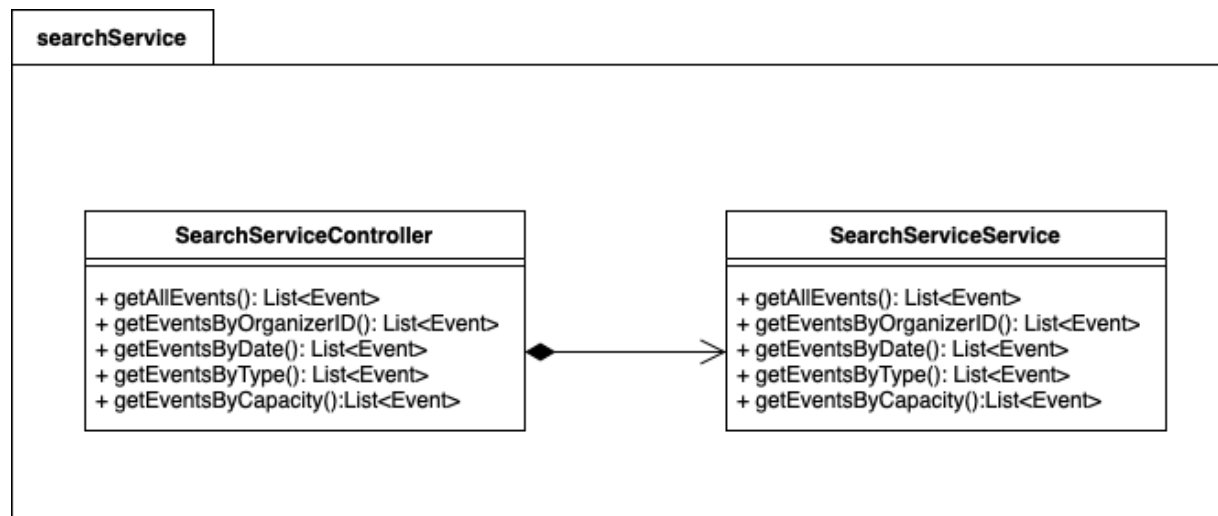 searchService
SearchServiceController
+ getAllEvents(): List<Event>
+ getEventsByOrganizerID(): List<Event>
+ getEventsByDate(): List<Event>
+ getEventsByType(): List<Event>
+ getEventsByCapacity():List<Event>
SearchServiceService
+ getAllEvents(): List<Event>
+ getEventsByOrganizerID(): List<Event>
+ getEventsByDate(): List<Event>
+ getEventsByType(): List<Event>
+ getEventsByCapacity():List<Event>